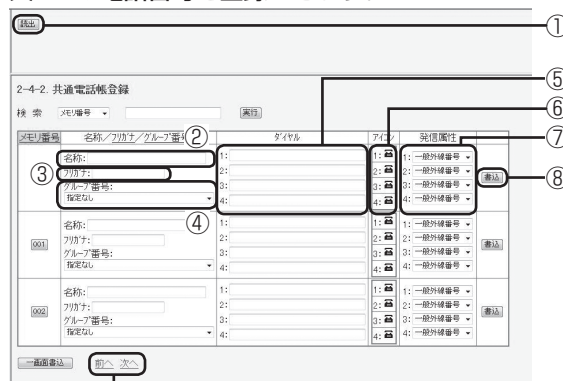 読出
①
⑤
2-4-2. 共通電話帳登録
⑥
検索 メモリ番号 実行
⑦
メモリ番号 名称／フリガナ／グループ番号 ② ダイヤル アイコン 発信属性
名称: 1: 1: 1: 一般外線番号
③ フリガナ: 2: 2: 2: 一般外線番号 書込 ⑧
グループ番号: 3: 3: 3: 一般外線番号
指定なし 4: 4: 4: 一般外線番号
④
名称: 1: 1: 1: 一般外線番号
001 フリガナ: 2: 2: 2: 一般外線番号 書込
グループ番号: 3: 3: 3: 一般外線番号
指定なし 4: 4: 4: 一般外線番号
名称: 1: 1: 1: 一般外線番号
002 フリガナ: 2: 2: 2: 一般外線番号 書込
グループ番号: 3: 3: 3: 一般外線番号
指定なし 4: 4: 4: 一般外線番号
一画面書込 前へ 次へ